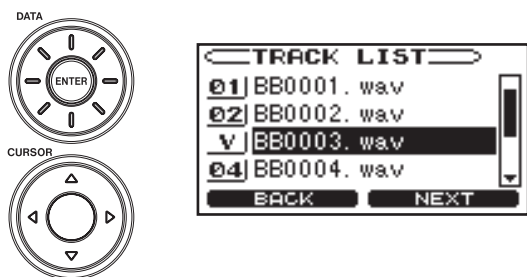 DATA
ENTER
CURSOR
TRACK LIST
01 BB0001. wav
02 BB0002. wav
V BB0003. wav
04 BB0004. wav
BACK NEXT